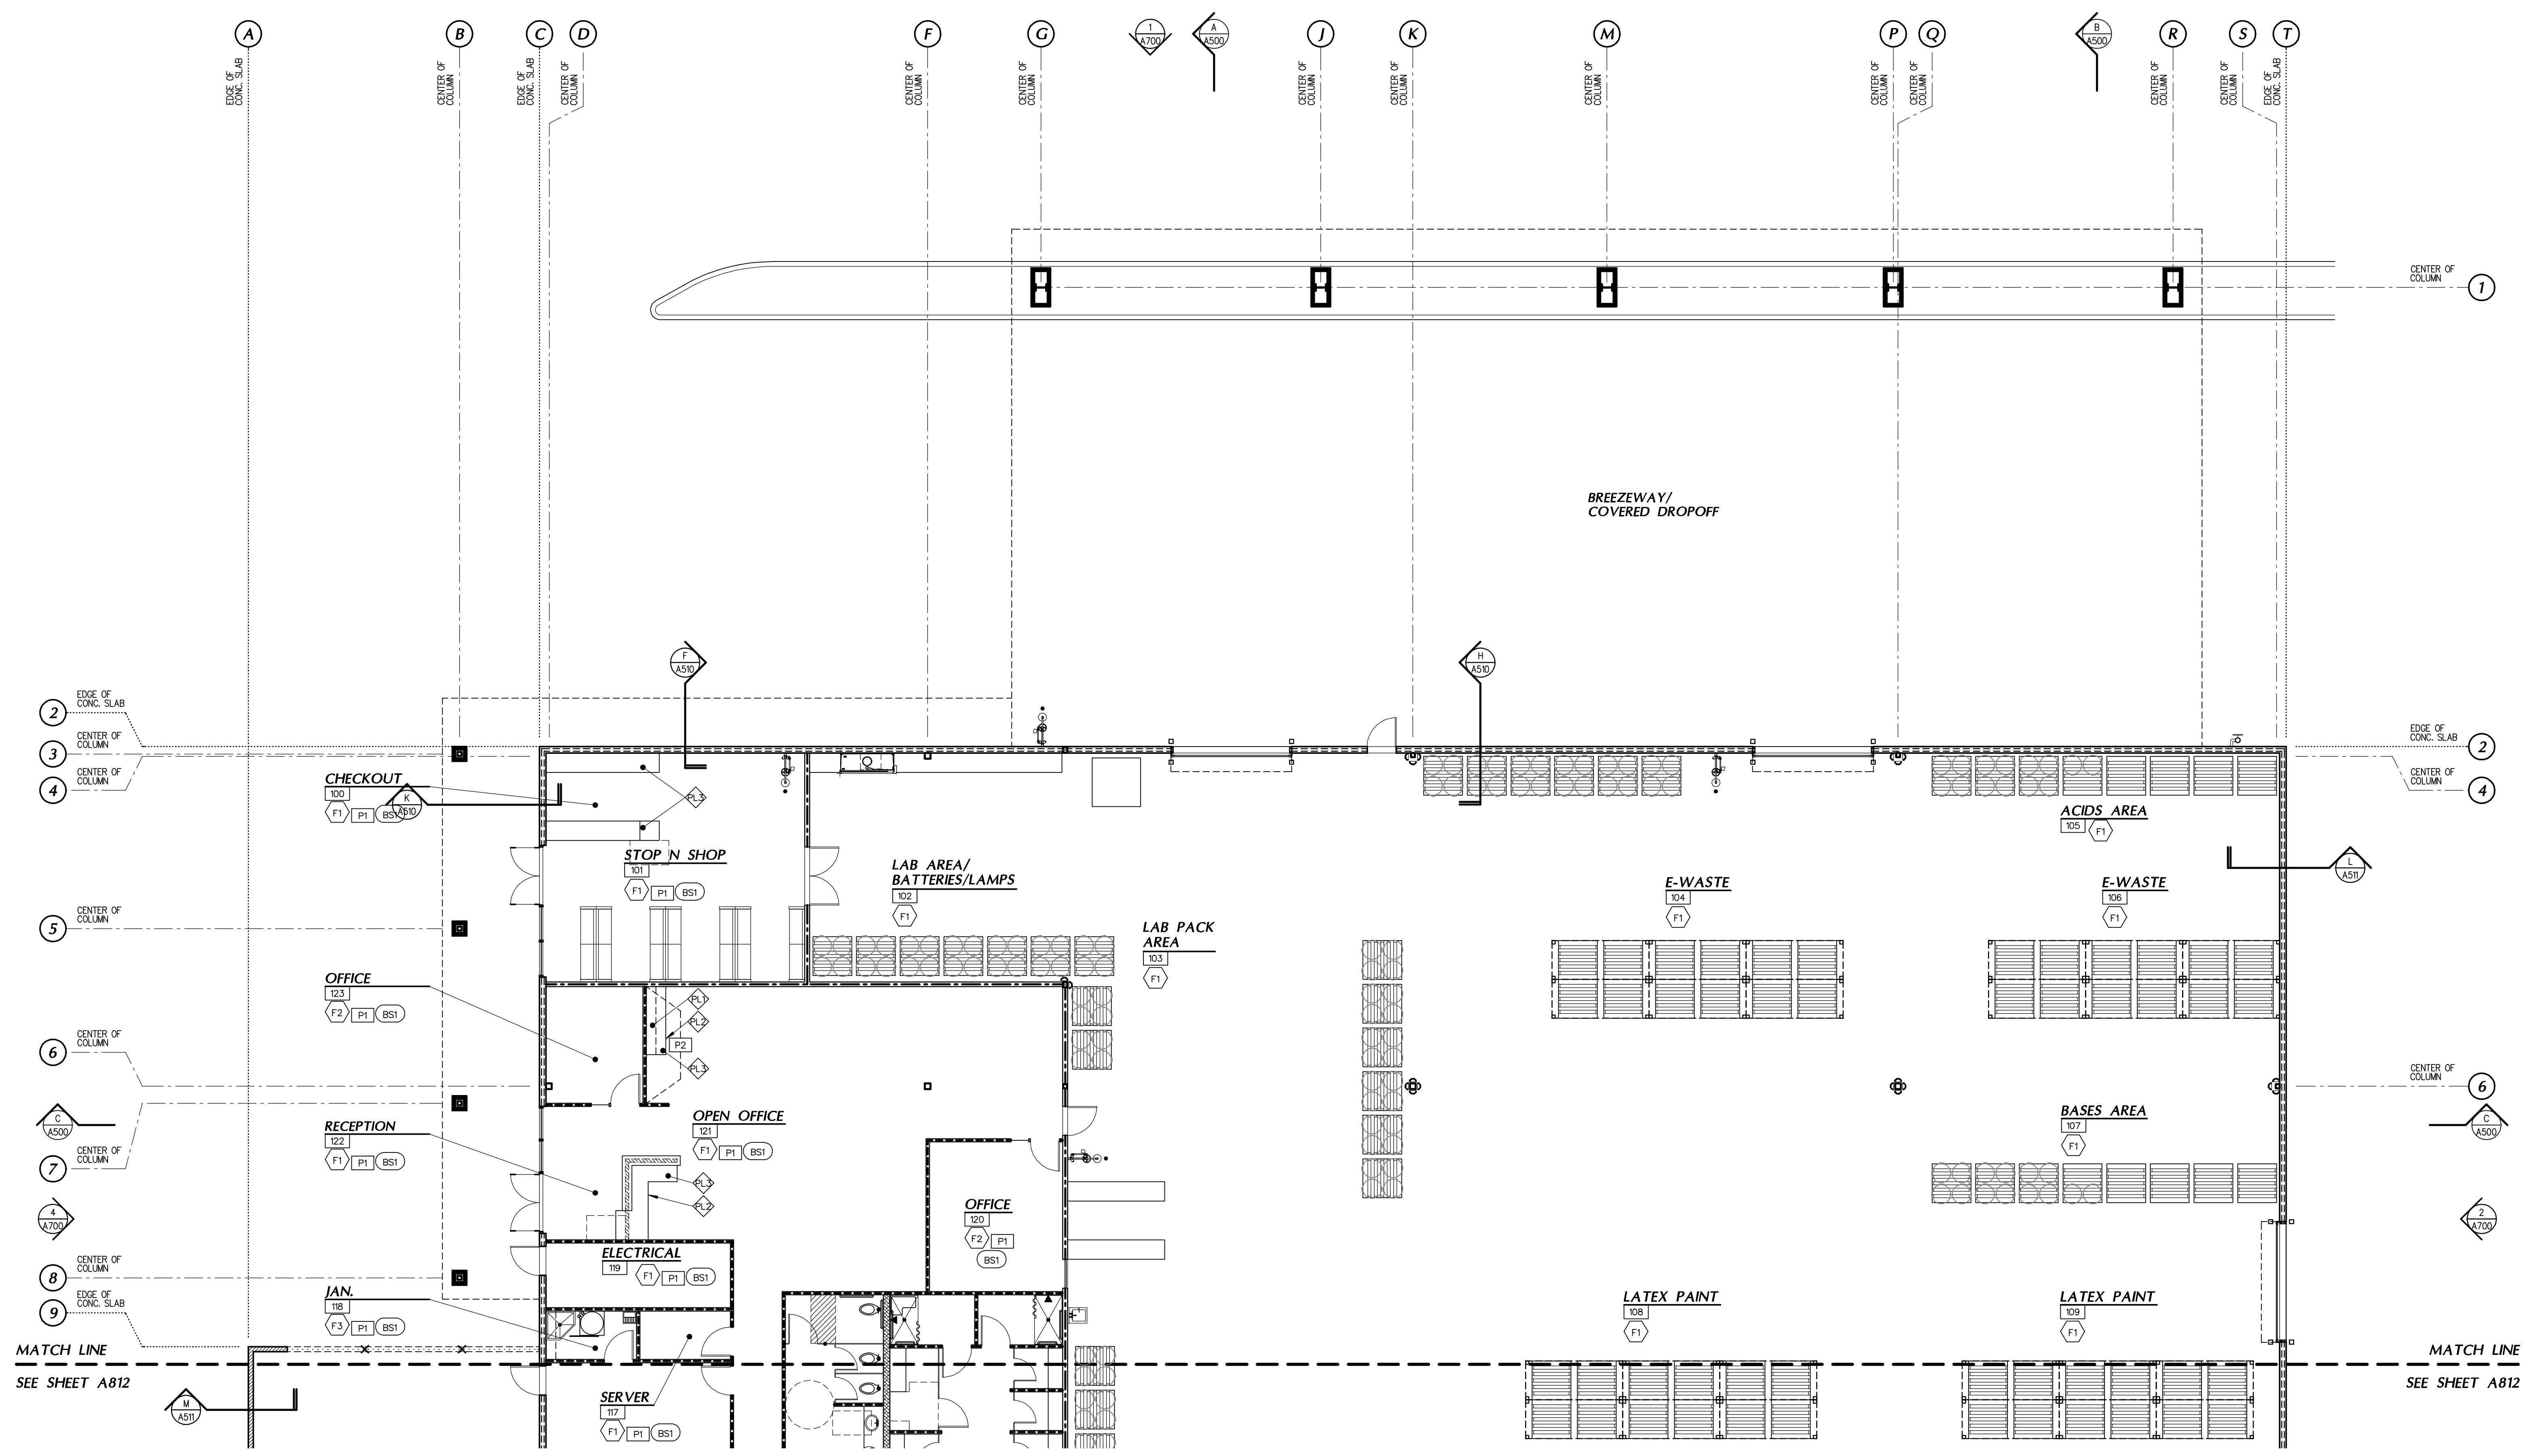 A
B
C
D
F
G
1
A700
A
A500
J
K
M
P
Q
B
A500
R
S
T
EDGE OF
CONC. SLAB
CENTER OF
COLUMN
EDGE OF
CONC. SLAB
CENTER OF
COLUMN
CENTER OF
COLUMN
CENTER OF
COLUMN
CENTER OF
COLUMN
CENTER OF
COLUMN
CENTER OF
COLUMN
CENTER OF
COLUMN
CENTER OF
COLUMN
CENTER OF
COLUMN
CENTER OF
COLUMN
EDGE OF
CONC. SLAB
CENTER OF
COLUMN
1
BREEZEWAY/
COVERED DROPOFF
F
A510
H
A510
2
EDGE OF
CONC. SLAB
3
CENTER OF
COLUMN
4
CENTER OF
COLUMN
EDGE OF
CONC. SLAB
2
CENTER OF
COLUMN
4
CHECKOUT
100
F1
P1
BS1
K
A510
PL3
STOP N SHOP
101
F1
P1
BS1
LAB AREA/
BATTERIES/LAMPS
102
F1
LAB PACK
AREA
103
F1
E-WASTE
104
F1
ACIDS AREA
105
F1
E-WASTE
106
F1
L
A511
5
CENTER OF
COLUMN
OFFICE
123
F2
P1
BS1
PL1
PL2
P2
PL3
6
CENTER OF
COLUMN
CENTER OF
COLUMN
6
C
A500
7
CENTER OF
COLUMN
RECEPTION
122
F1
P1
BS1
OPEN OFFICE
121
F1
P1
BS1
PL3
PL2
BASES AREA
107
F1
C
A500
4
A700
OFFICE
120
F2
P1
BS1
2
A700
8
CENTER OF
COLUMN
ELECTRICAL
119
F1
P1
BS1
9
EDGE OF
CONC. SLAB
JAN.
118
F3
P1
BS1
LATEX PAINT
108
F1
LATEX PAINT
109
F1
MATCH LINE
SEE SHEET A812
MATCH LINE
SEE SHEET A812
M
A511
SERVER
117
F1
P1
BS1